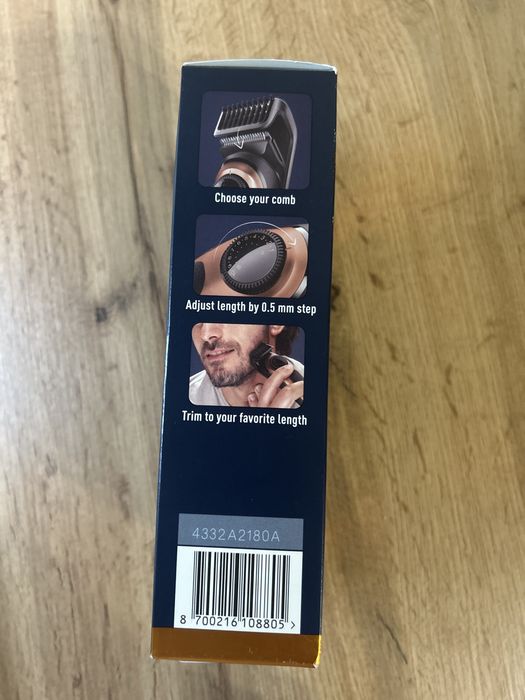 Choose your comb
Adjust length by 0.5 mm step
Trim to your favorite length
4332A2180A
8 700216 108805 >